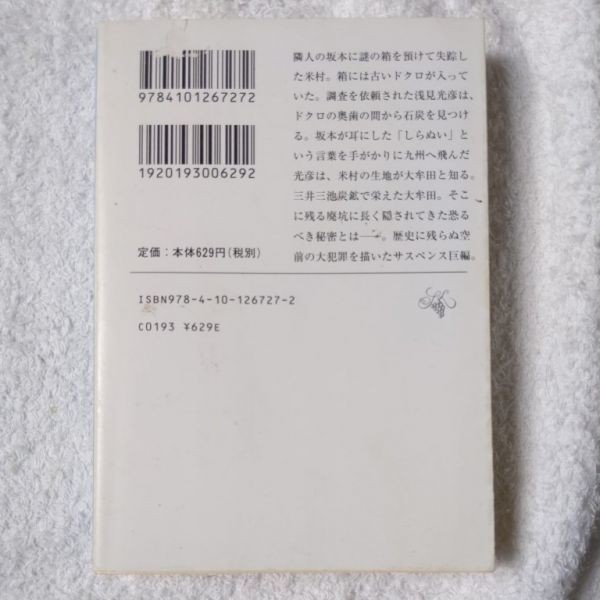 隣人の坂本に謎の箱を預けて失踪し
た米村。箱には古いドクロが入って
いた。調査を依頼された浅見光彦は、
ドクロの奥歯の間から石炭を見つけ
る。坂本が耳にした「しらぬい」と
いう言葉を手がかりに九州へ飛んだ
光彦は、米村の生地が大牟田と知る。
三井三池炭鉱で栄えた大牟田。そこ
に残る廃坑に長く隠されてきた恐る
べき秘密とは――。歴史に残らぬ空
前の大犯罪を描いたサスペンス巨編。
9784101267272
1920193006292
定価：本体629円（税別）
ISBN978-4-10-126727-2
C0193 ¥629E